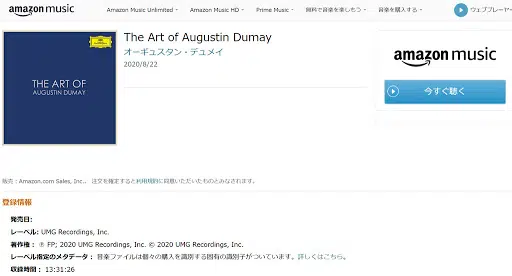 amazon music
Amazon Music Unlimited
Amazon Music HD
Prime Music
無料で音楽を楽しもう
音楽を購入する
ウェブプレーヤー
THE ART OF
AUGUSTIN DUMAY
The Art of Augustin Dumay
オーギュスタン・デュメイ
2020/8/22
amazon music
今すぐ聴く
販売：Amazon.com Sales, Inc.。 注文を確定すると利用規約に同意いただいたものとみなされます。
登録情報
発売日:
レーベル: UMG Recordings, Inc.
著作権： ℗ FP; 2020 UMG Recordings, Inc. © 2020 UMG Recordings, Inc.
レーベル指定のメタデータ： 音楽ファイルは個々の購入を識別する固有の識別子がついています。詳しくはこちら。
収録時間： 13:31:26